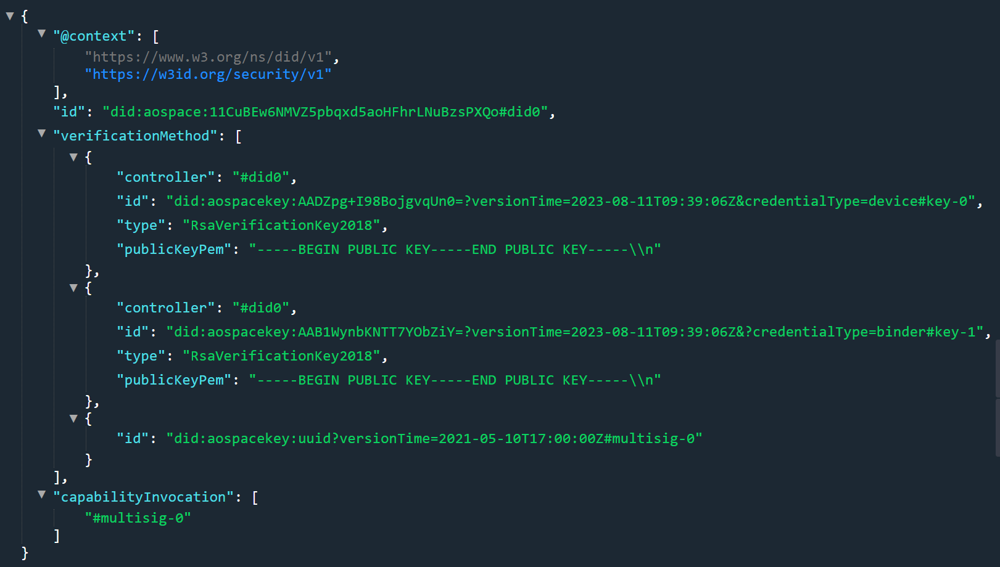 {
"@context": [
"https://www.w3.org/ns/did/v1",
"https://w3id.org/security/v1"
],
"id": "did:aospace:11CuBEw6NMVZ5pbqxd5aoHFhrLNuBzsPXQo#did0",
"verificationMethod": [
{
"controller": "#did0",
"id": "did:aospacekey:AADZpg+I98BojgvqUn0=?versionTime=2023-08-11T09:39:06Z&credentialType=device#key-0",
"type": "RsaVerificationKey2018",
"publicKeyPem": "-----BEGIN PUBLIC KEY-----END PUBLIC KEY-----\\n"
},
{
"controller": "#did0",
"id": "did:aospacekey:AAB1WynbKNTT7YObZiY=?versionTime=2023-08-11T09:39:06Z&?credentialType=binder#key-1",
"type": "RsaVerificationKey2018",
"publicKeyPem": "-----BEGIN PUBLIC KEY-----END PUBLIC KEY-----\\n"
},
{
"id": "did:aospacekey:uuid?versionTime=2021-05-10T17:00:00Z#multisig-0"
}
],
"capabilityInvocation": [
"#multisig-0"
]
}